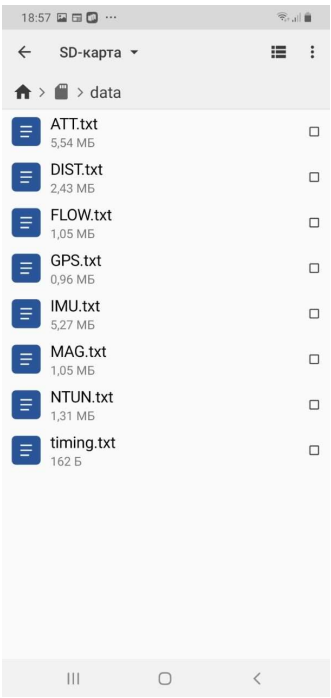 18:57
SD-карта
data
ATT.txt
5,54 МБ
DIST.txt
2,43 МБ
FLOW.txt
1,05 МБ
GPS.txt
0,96 МБ
IMU.txt
5,27 МБ
MAG.txt
1,05 МБ
NTUN.txt
1,31 МБ
timing.txt
162 Б